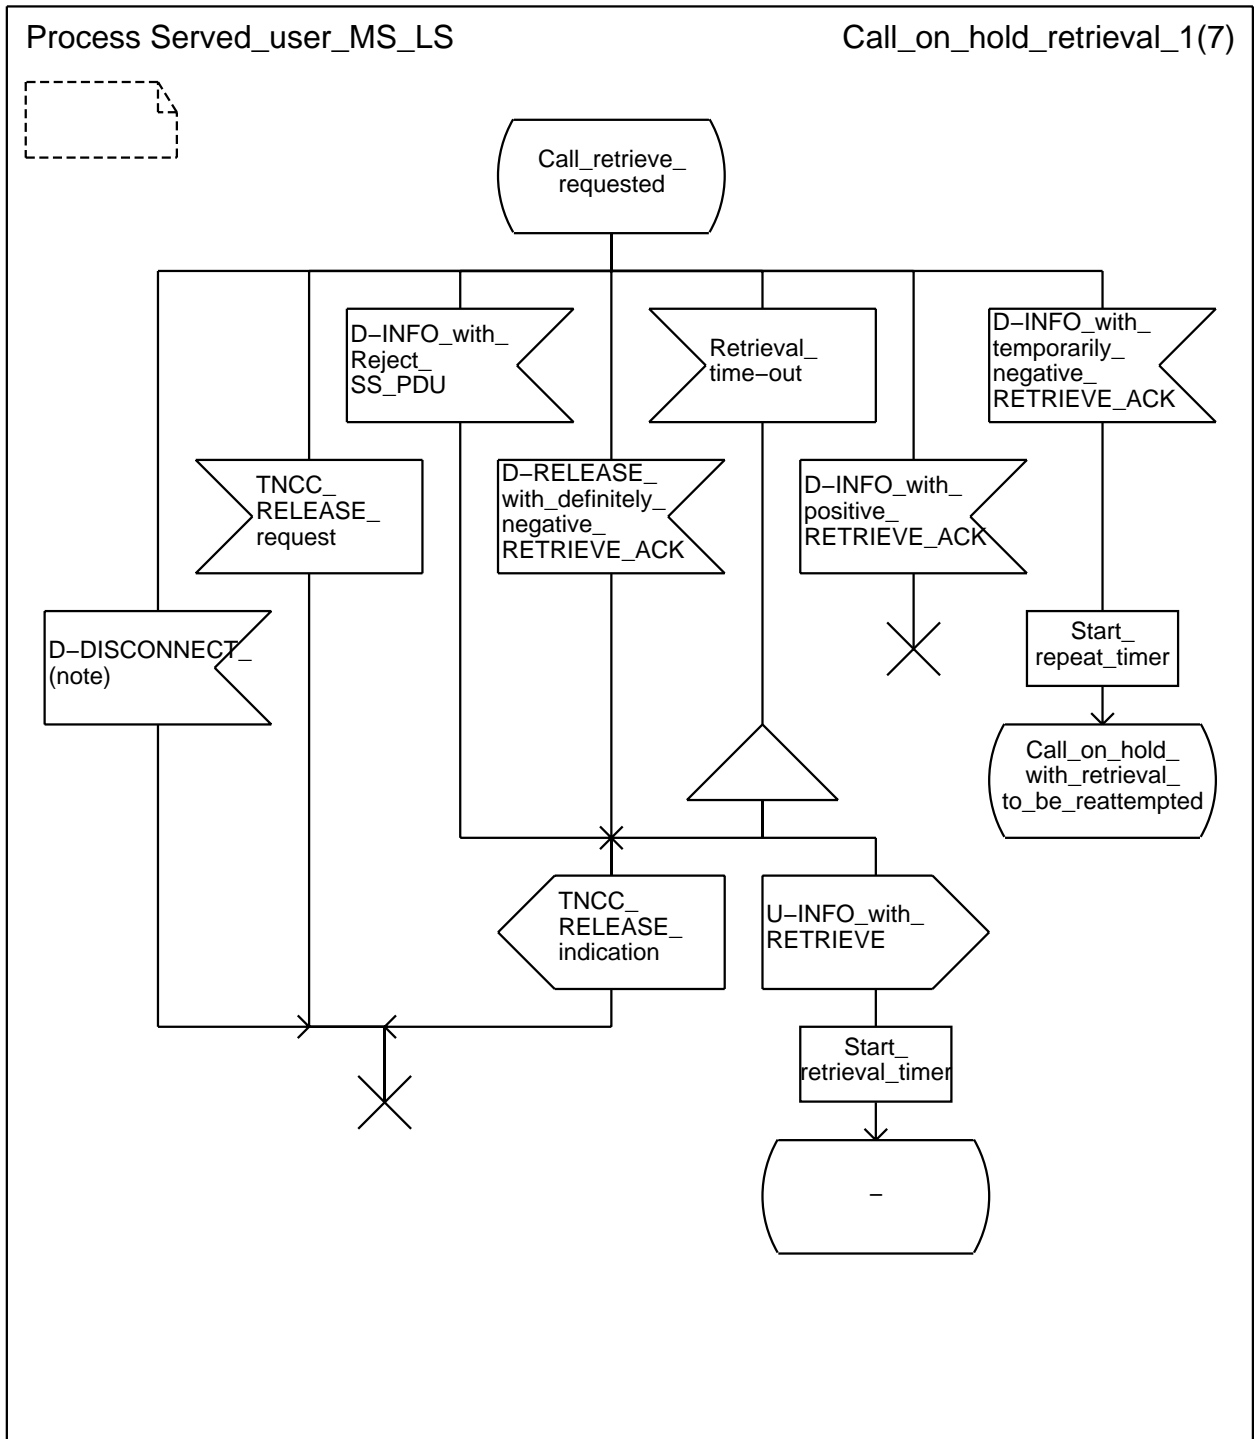 Process Served_user_MS_LS
Call_on_hold_retrieval_1(7)
Call_retrieve_
requested
D−INFO_with_
Reject_
SS_PDU
Retrieval_
time−out
D−INFO_with_
temporarily_
negative_
RETRIEVE_ACK
TNCC_
RELEASE_
request
D−RELEASE_
with_definitely_
negative_
RETRIEVE_ACK
D−INFO_with_
positive_
RETRIEVE_ACK
D−DISCONNECT_
(note)
Start_
repeat_timer
Call_on_hold_
with_retrieval_
to_be_reattempted
TNCC_
RELEASE_
indication
U−INFO_with_
RETRIEVE
Start_
retrieval_timer
−